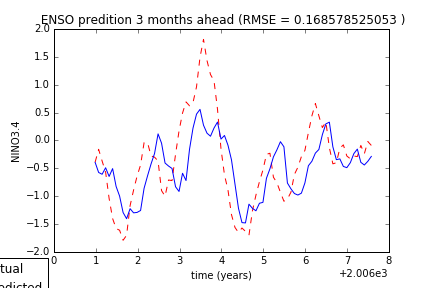 ENSO predition 3 months ahead (RMSE = 0.168578525053 )
2.0
1.5
1.0
0.5
0.0
−0.5
−1.0
−1.5
−2.0
NINO3.4
0 1 2 3 4 5 6 7 8
time (years)
+2.006e3
tual
edicted